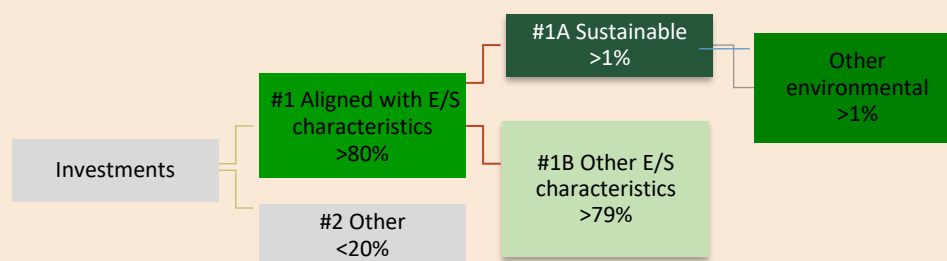 Investments
#1 Aligned with E/S
characteristics
>80%
#2 Other
<20%
#1A Sustainable
>1%
#1B Other E/S
characteristics
>79%
Other
environmental
>1%